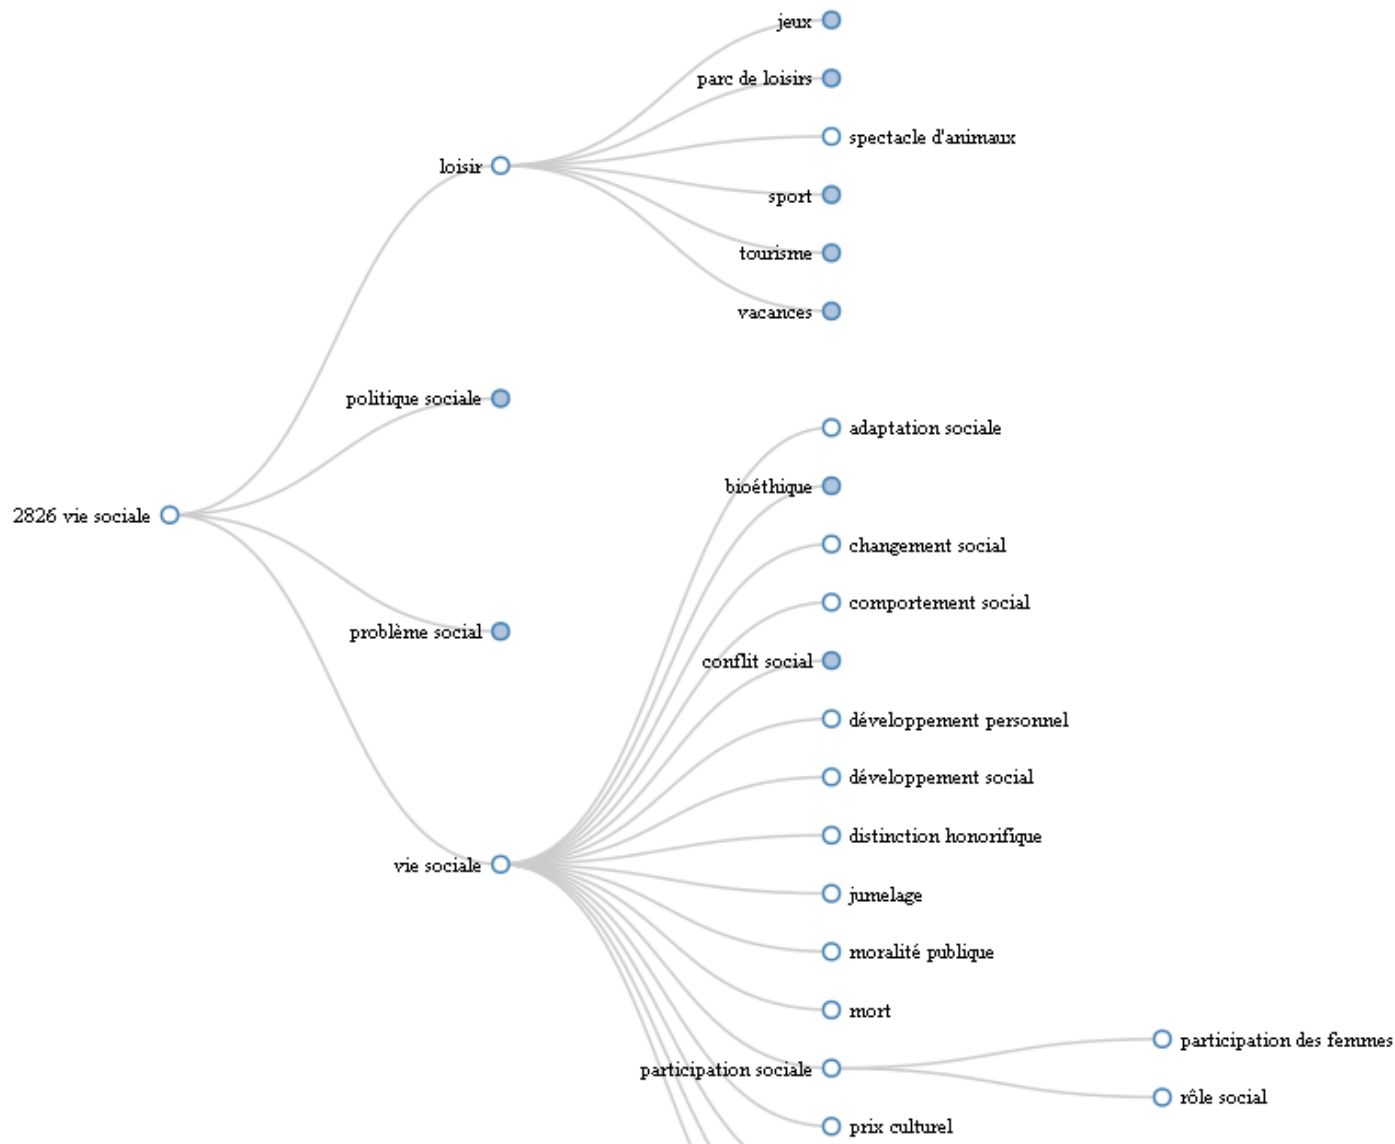 jeux
parc de loisirs
spectacle d'animaux
loisir
sport
tourisme
vacances
politique sociale
adaptation sociale
bioéthique
2826 vie sociale
changement social
comportement social
problème social
conflit social
développement personnel
développement social
distinction honorifique
vie sociale
jumelage
moralité publique
mort
participation des femmes
participation sociale
rôle social
prix culturel